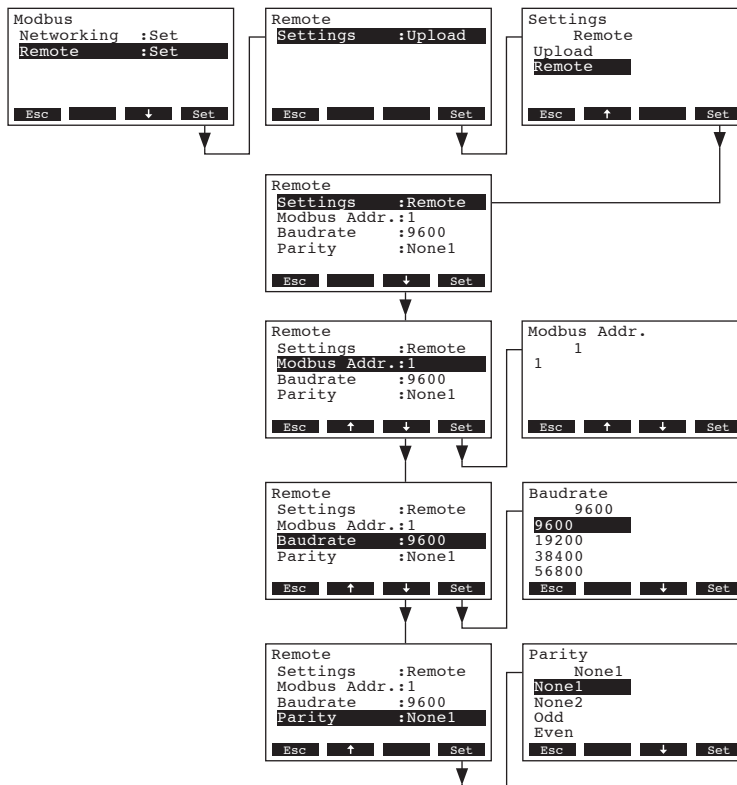 Modbus
Networking :Set
Remote :Set
Esc ↓ Set
Remote
Settings :Upload
Esc Set
Settings
Remote
Upload
Remote
Esc ↑ Set
Remote
Settings :Remote
Modbus Addr.:1
Baudrate :9600
Parity :None1
Esc ↓ Set
Remote
Settings :Remote
Modbus Addr.:1
Baudrate :9600
Parity :None1
Esc ↑ ↓ Set
Modbus Addr.
1
1
Esc ↑ ↓ Set
Remote
Settings :Remote
Modbus Addr.:1
Baudrate :9600
Parity :None1
Esc ↑ ↓ Set
Baudrate
9600
9600
19200
38400
56800
Esc ↓ Set
Remote
Settings :Remote
Modbus Addr.:1
Baudrate :9600
Parity :None1
Esc ↑ Set
Parity
None1
None1
None2
Odd
Even
Esc ↓ Set